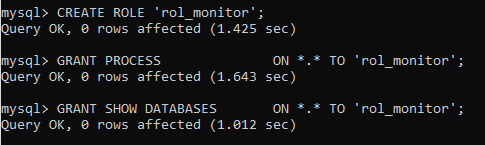 mysql> CREATE ROLE 'rol_monitor';
Query OK, 0 rows affected (1.425 sec)
mysql> GRANT PROCESS                ON *.* TO 'rol_monitor';
Query OK, 0 rows affected (1.643 sec)
mysql> GRANT SHOW DATABASES         ON *.* TO 'rol_monitor';
Query OK, 0 rows affected (1.012 sec)